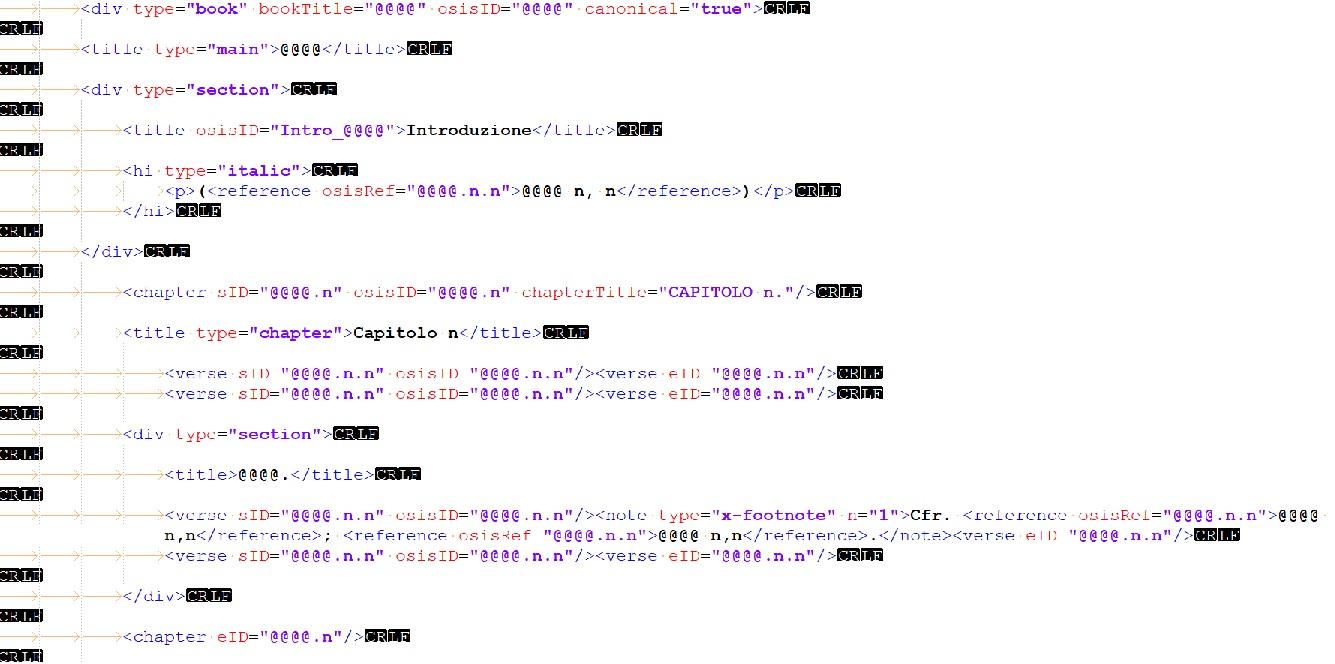 <div type="book" bookTitle="@@@@" osisID="@@@@" canonical="true">CRLF
CRLF
<title type="main">@@@@</title>CRLF
CRLF
<div type="section">CRLF
CRLF
<title osisID="Intro_@@@@">Introduzione</title>CRLF
CRLF
<hi type="italic">CRLF
<p>(<reference osisRef="@@@@.n.n">@@@@ n, n</reference>)</p>CRLF
</hi>CRLF
CRLF
</div>CRLF
CRLF
<chapter sID="@@@@.n" osisID="@@@@.n" chapterTitle="CAPITOLO n."/>CRLF
CRLF
<title type="chapter">Capitolo n</title>CRLF
CRLF
<verse sID="@@@@.n.n" osisID="@@@@.n.n"/><verse eID="@@@@.n.n"/>CRLF
<verse sID="@@@@.n.n" osisID="@@@@.n.n"/><verse eID="@@@@.n.n"/>CRLF
CRLF
<div type="section">CRLF
CRLF
<title>@@@@.</title>CRLF
CRLF
<verse sID="@@@@.n.n" osisID="@@@@.n.n"/><note type="x-footnote" n="1">Cfr. <reference osisRef="@@@@.n.n">@@@@
n,n</reference>; <reference osisRef="@@@@.n.n">@@@@ n,n</reference>.</note><verse eID="@@@@.n.n"/>CRLF
<verse sID="@@@@.n.n" osisID="@@@@.n.n"/><verse eID="@@@@.n.n"/>CRLF
CRLF
</div>CRLF
CRLF
<chapter eID="@@@@.n"/>CRLF
CRLF